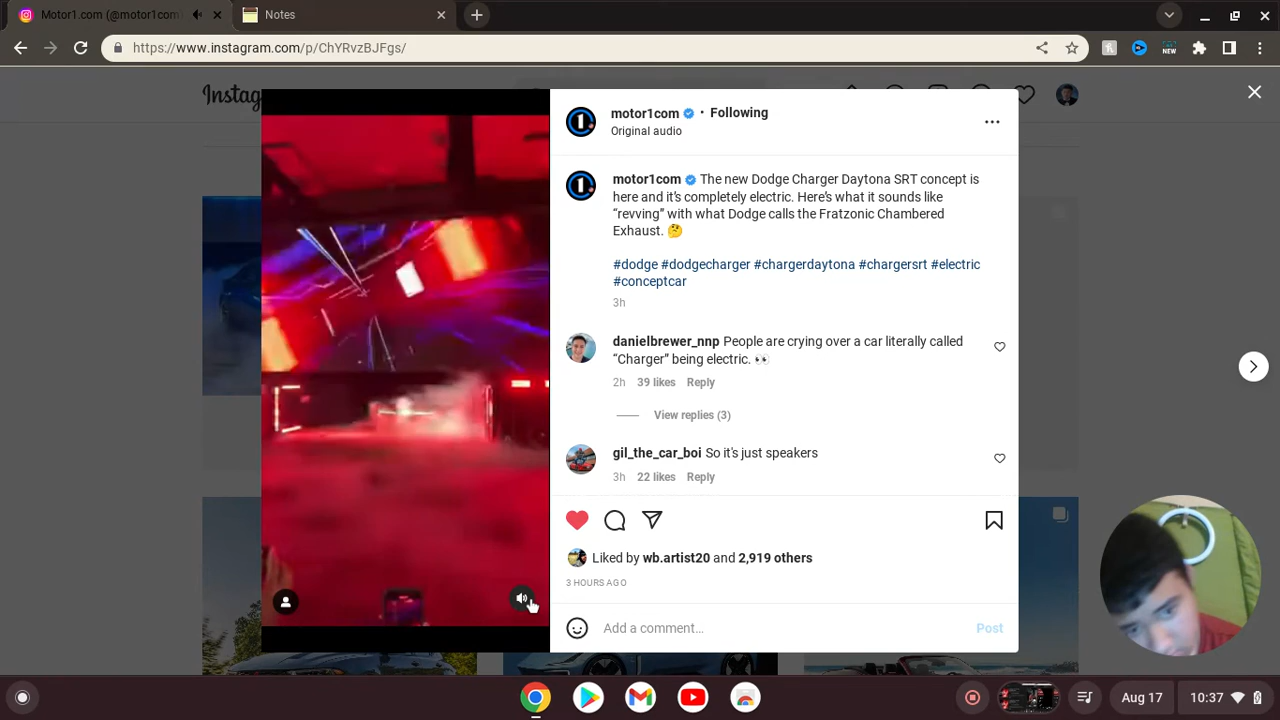 Motor1.com (@motor1com
Notes
https://www.instagram.com/p/ChYRvzBJFgs/
NEW
Instag
motor1com • Following
Original audio
motor1com The new Dodge Charger Daytona SRT concept is
here and it's completely electric. Here's what it sounds like
“revving” with what Dodge calls the Fratzonic Chambered
Exhaust. 🤔
#dodge #dodgecharger #chargerdaytona #chargersrt #electric
#conceptcar
3h
danielbrewer_nnp People are crying over a car literally called
“Charger” being electric. 👀
2h 39 likes Reply
View replies (3)
gil_the_car_boi So it's just speakers
3h 22 likes Reply
Liked by wb.artist20 and 2,919 others
3 HOURS AGO
Add a comment…
Post
Aug 17
10:37